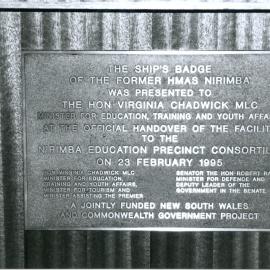 THE SHIP'S BADGE
OF THE FORMER HMAS NIRIMBA
WAS PRESENTED TO
THE HON VIRGINIA CHADWICK MLC
MINISTER FOR EDUCATION, TRAINING AND YOUTH AFFAI
AT THE OFFICIAL HANDOVER OF THE FACILIT
TO THE
NIRIMBA EDUCATION PRECINCT CONSORTIU
ON 23 FEBRUARY 1995
HON VIRGINIA CHADWICK MLC
MINISTER FOR EDUCATION,
TRAINING AND YOUTH AFFAIRS,
MINISTER FOR TOURISM AND
MINISTER ASSISTING THE PREMIER
SENATOR THE HON ROBERT RA
MINISTER FOR DEFENCE AND
DEPUTY LEADER OF THE
GOVERNMENT IN THE SENATE
A JOINTLY FUNDED NEW SOUTH WALES
AND COMMONWEALTH GOVERNMENT PROJECT